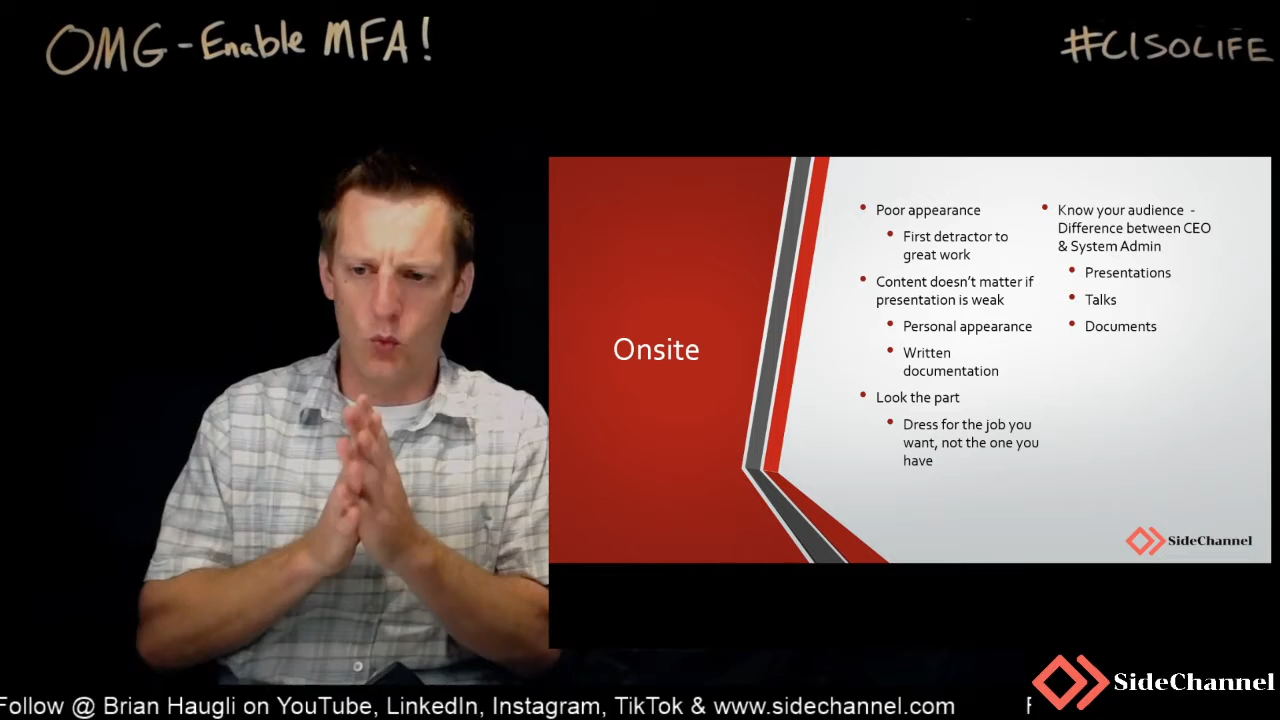 OMG - Enable MFA!
#CISOLIFE
Onsite
• Poor appearance
• First detractor to
great work
• Content doesn't matter if
presentation is weak
• Personal appearance
• Written
documentation
• Look the part
• Dress for the job you
want, not the one you
have
• Know your audience -
Difference between CEO
& System Admin
• Presentations
• Talks
• Documents
SideChannel
SideChannel
Follow @ Brian Haugli on YouTube, LinkedIn, Instagram, TikTok & www.sidechannel.com